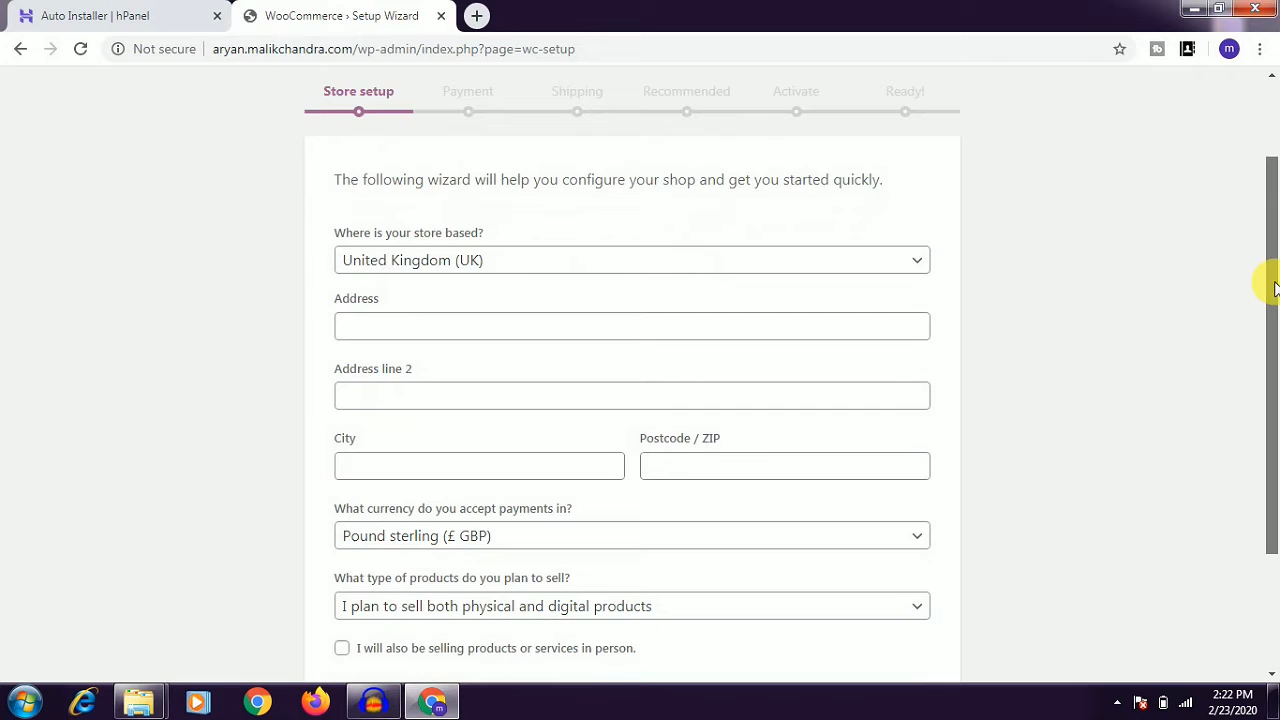 Auto Installer | hPanel
WooCommerce › Setup Wizard
Not secure
aryan.malikchandra.com/wp-admin/index.php?page=wc-setup
m
Store setup
Payment
Shipping
Recommended
Activate
Ready!
The following wizard will help you configure your shop and get you started quickly.
Where is your store based?
United Kingdom (UK)
Address
Address line 2
City
Postcode / ZIP
What currency do you accept payments in?
Pound sterling (£ GBP)
What type of products do you plan to sell?
I plan to sell both physical and digital products
I will also be selling products or services in person.
m
2:22 PM
2/23/2020